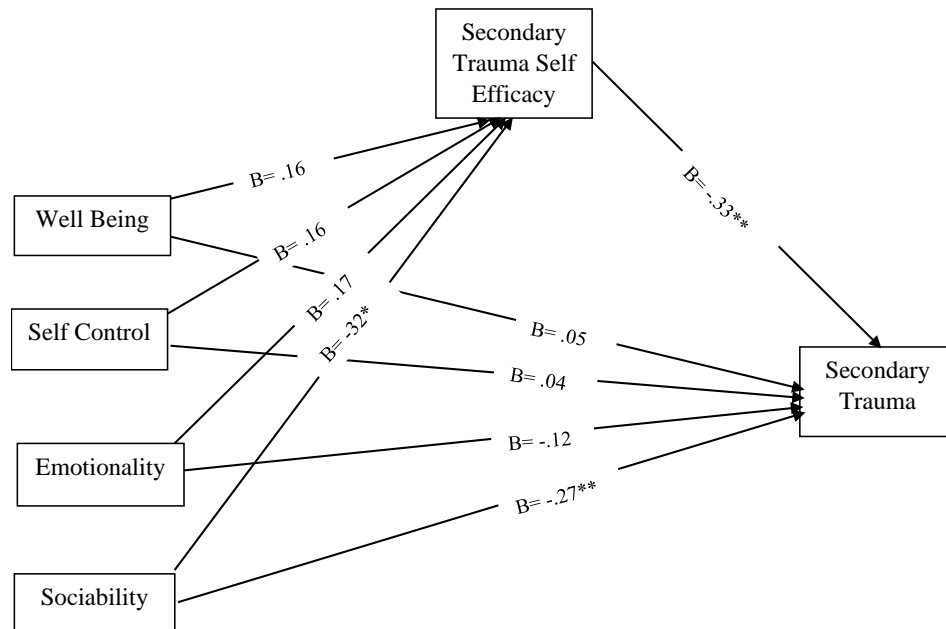 Secondary
Trauma Self
Efficacy
B= .16
B= -.33**
Well Being
B= .16
B= .17
Self Control
B= -32*
B= .05
B= .04
Secondary
Trauma
Emotionality
B= -.12
B= -.27**
Sociability